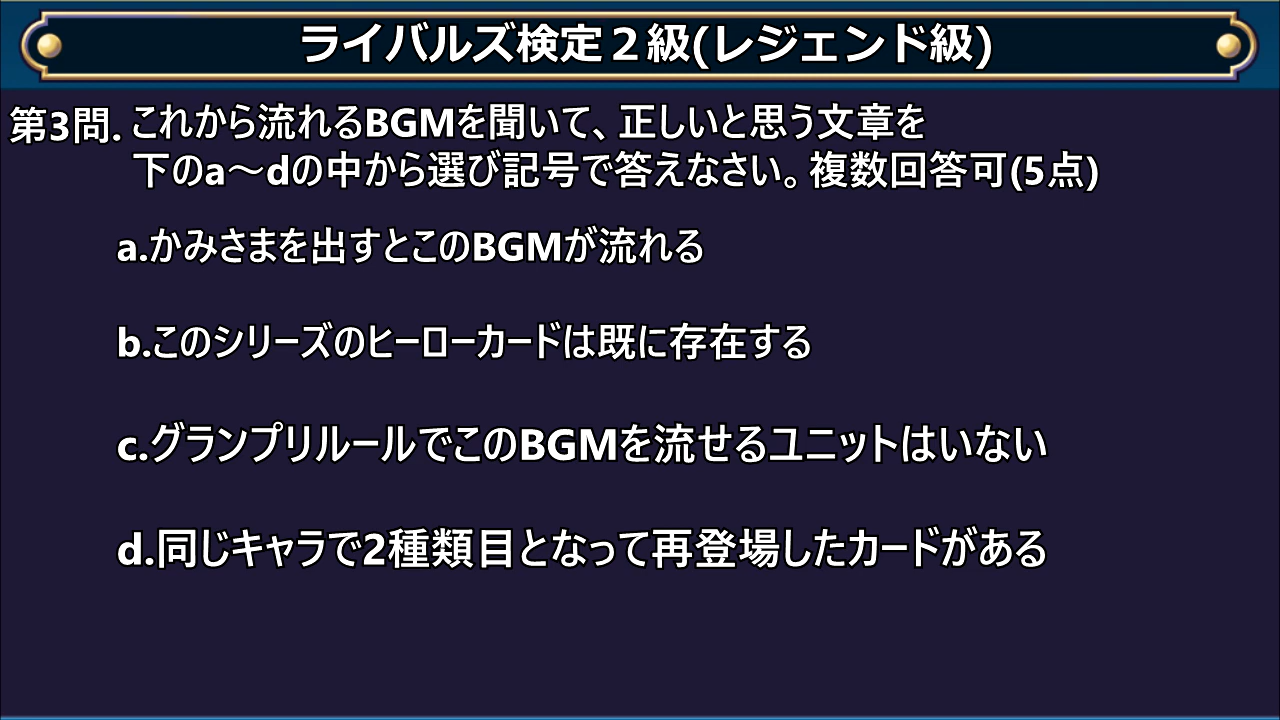 ライバルズ検定２級(レジェンド級)
第3問. これから流れるBGMを聞いて、正しいと思う文章を
下のa～dの中から選び記号で答えなさい。複数回答可(5点)
a.かみさまを出すとこのBGMが流れる
b.このシリーズのヒーローカードは既に存在する
c.グランプリルールでこのBGMを流せるユニットはいない
d.同じキャラで2種類目となって再登場したカードがある